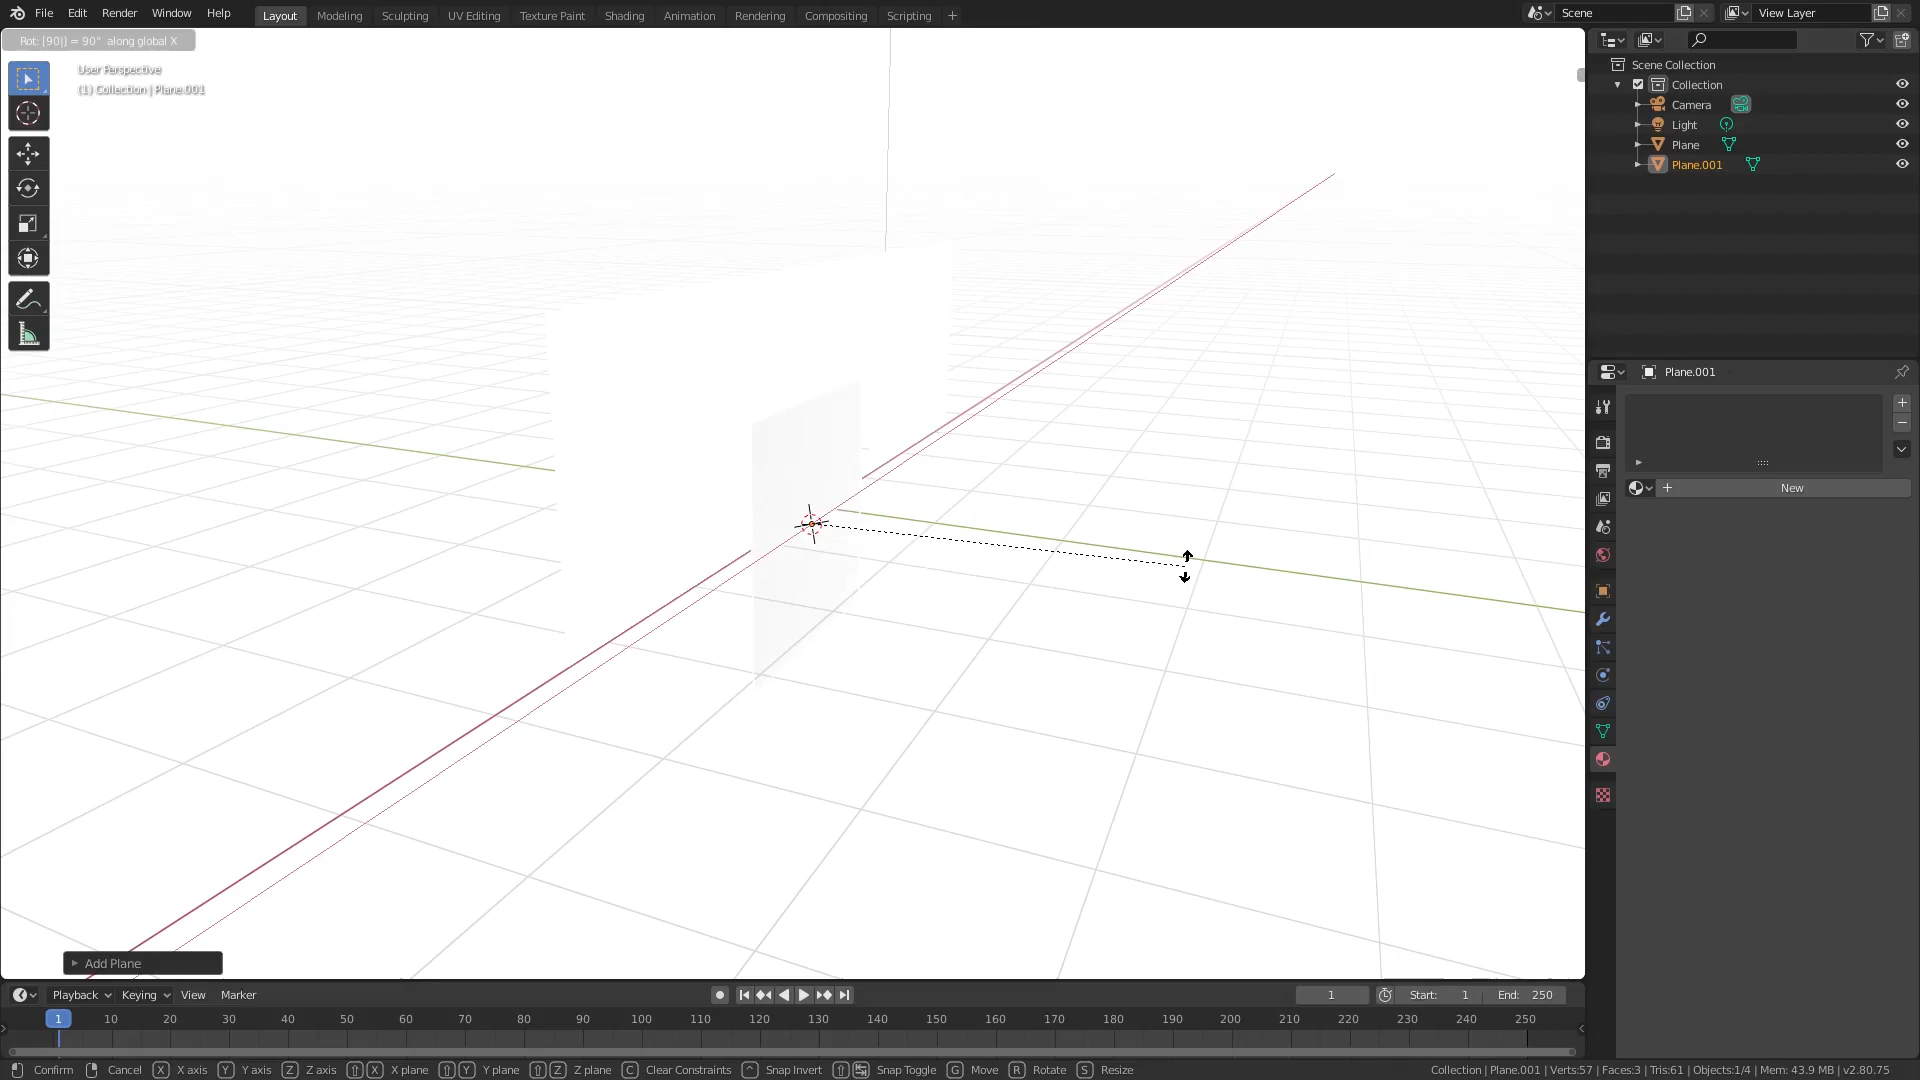 File Edit Render Window Help Layout Modeling Sculpting UV Editing Texture Paint Shading Animation Rendering Compositing Scripting + Scene View Layer
Rot: [90|] = 90° along global X
User Perspective
(1) Collection | Plane.001
Scene Collection
Collection
Camera
Light
Plane
Plane.001
Plane.001
New
Add Plane
Playback Keying View Marker 1 Start: 1 End: 250
1 10 20 30 40 50 60 70 80 90 100 110 120 130 140 150 160 170 180 190 200 210 220 230 240 250
Confirm Cancel X X axis Y Y axis Z Z axis X X plane Y Y plane Z Z plane C Clear Constraints ^ Snap Invert Snap Toggle G Move R Rotate S Resize Collection | Plane.001 | Verts:57 | Faces:3 | Tris:61 | Objects:1/4 | Mem: 43.9 MB | v2.80.75